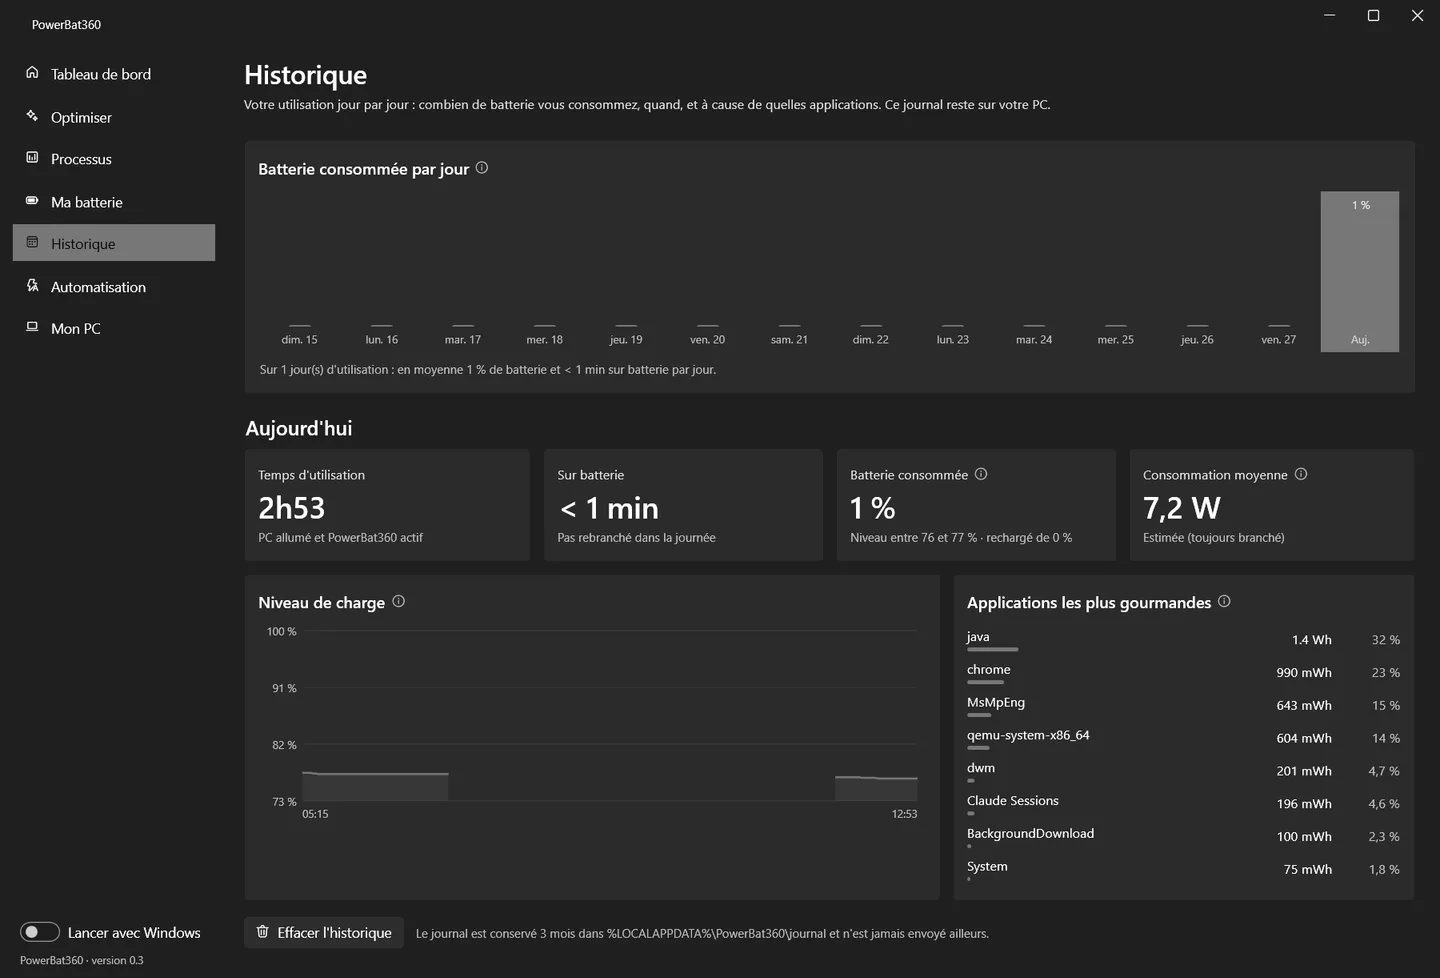 PowerBat360
Tableau de bord
Optimiser
Processus
Ma batterie
Historique
Automatisation
Mon PC
Lancer avec Windows
PowerBat360 · version 0.3
Historique
Votre utilisation jour par jour : combien de batterie vous consommez, quand, et à cause de quelles applications. Ce journal reste sur votre PC.
Batterie consommée par jour
1 %
dim. 15 lun. 16 mar. 17 mer. 18 jeu. 19 ven. 20 sam. 21 dim. 22 lun. 23 mar. 24 mer. 25 jeu. 26 ven. 27 Auj.
Sur 1 jour(s) d'utilisation : en moyenne 1 % de batterie et < 1 min sur batterie par jour.
Aujourd'hui
Temps d'utilisation
2h53
PC allumé et PowerBat360 actif
Sur batterie
< 1 min
Pas rebranché dans la journée
Batterie consommée
1 %
Niveau entre 76 et 77 % · rechargé de 0 %
Consommation moyenne
7,2 W
Estimée (toujours branché)
Niveau de charge
100 %
91 %
82 %
73 %
05:15 12:53
Applications les plus gourmandes
java 1.4 Wh 32 %
chrome 990 mWh 23 %
MsMpEng 643 mWh 15 %
qemu-system-x86_64 604 mWh 14 %
dwm 201 mWh 4,7 %
Claude Sessions 196 mWh 4,6 %
BackgroundDownload 100 mWh 2,3 %
System 75 mWh 1,8 %
Effacer l'historique
Le journal est conservé 3 mois dans %LOCALAPPDATA%\PowerBat360\journal et n'est jamais envoyé ailleurs.